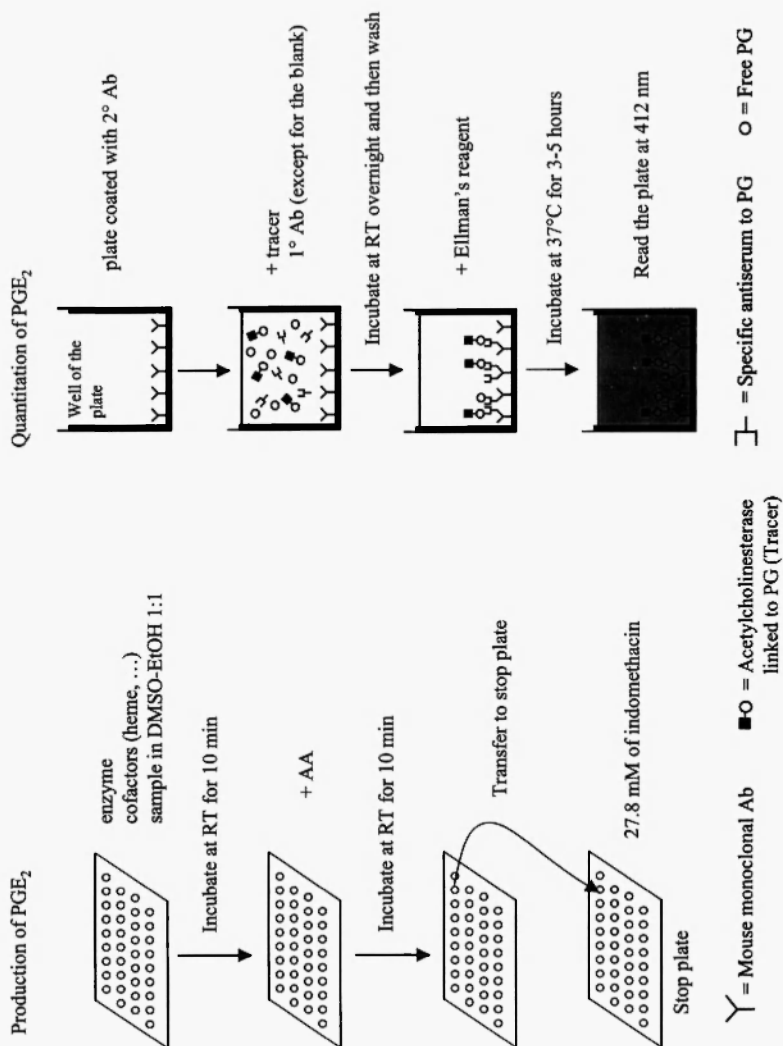 Production of PGE₂
enzyme
cofactors (heme, …)
sample in DMSO-EtOH 1:1
Incubate at RT for 10 min
+ AA
Incubate at RT for 10 min
Transfer to stop plate
27.8 mM of indomethacin
Stop plate
Quantitation of PGE₂
Well of the
plate
plate coated with 2° Ab
+ tracer
1° Ab (except for the blank)
Incubate at RT overnight and then wash
+ Ellman's reagent
Incubate at 37°C for 3-5 hours
Read the plate at 412 nm
= Mouse monoclonal Ab
= Acetylcholinesterase
linked to PG (Tracer)
= Specific antiserum to PG
= Free PG